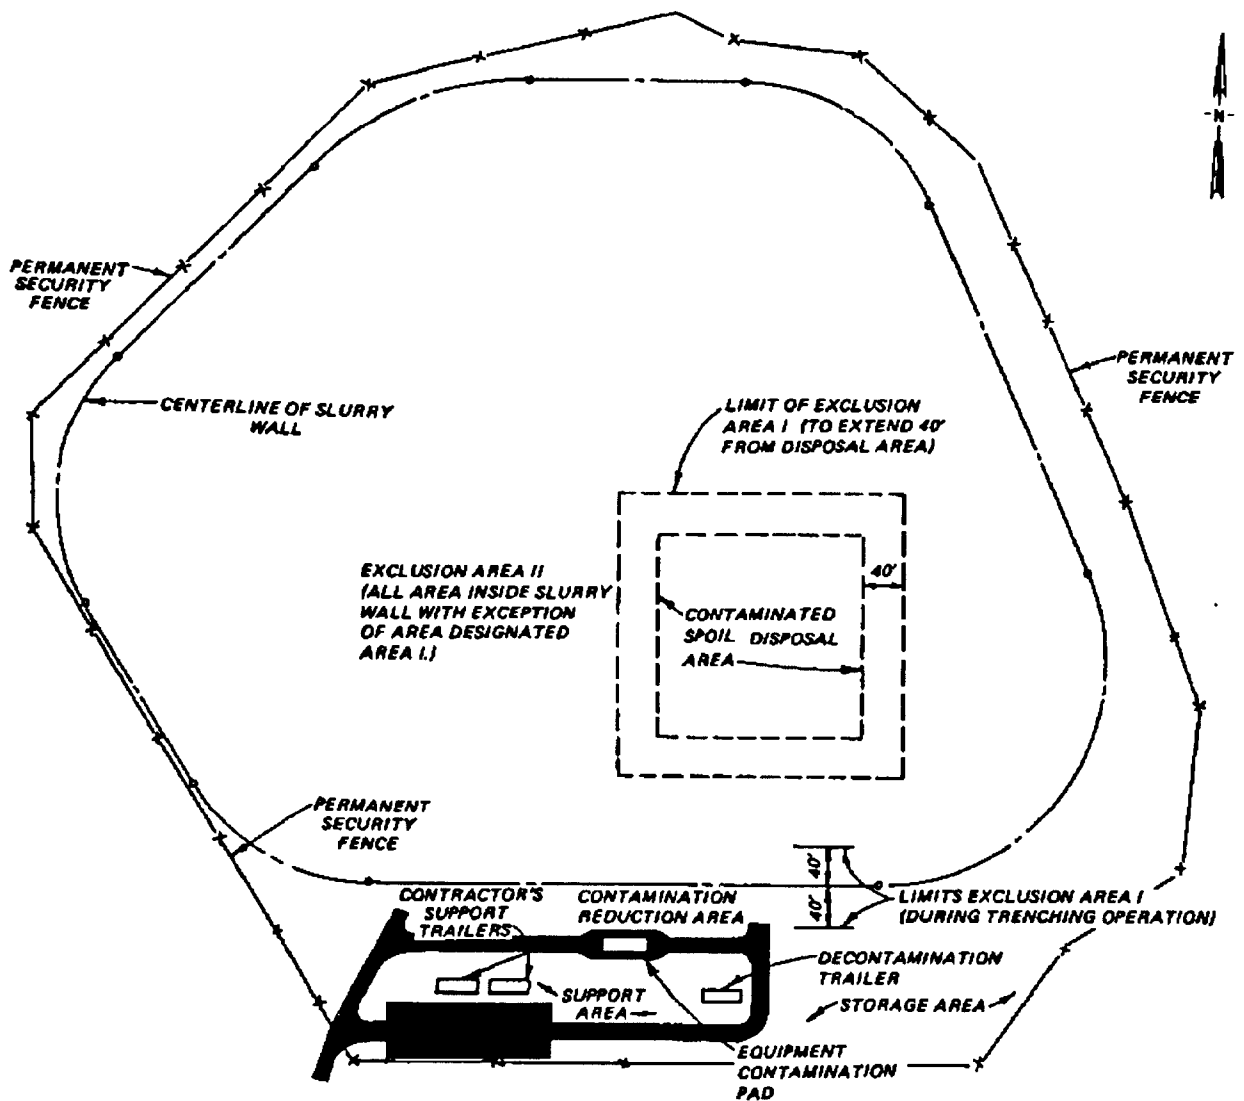 -N-
PERMANENT
SECURITY
FENCE
PERMANENT
SECURITY
FENCE
CENTERLINE OF SLURRY
WALL
LIMIT OF EXCLUSION
AREA I (TO EXTEND 40'
FROM DISPOSAL AREA)
EXCLUSION AREA II
(ALL AREA INSIDE SLURRY
WALL WITH EXCEPTION
OF AREA DESIGNATED
AREA I.)
40'
CONTAMINATED
SPOIL DISPOSAL
AREA
PERMANENT
SECURITY
FENCE
40'
40'
LIMITS EXCLUSION AREA I
(DURING TRENCHING OPERATION)
CONTRACTOR'S
SUPPORT
TRAILERS
CONTAMINATION
REDUCTION AREA
DECONTAMINATION
TRAILER
SUPPORT
AREA
STORAGE AREA
EQUIPMENT
CONTAMINATION
PAD